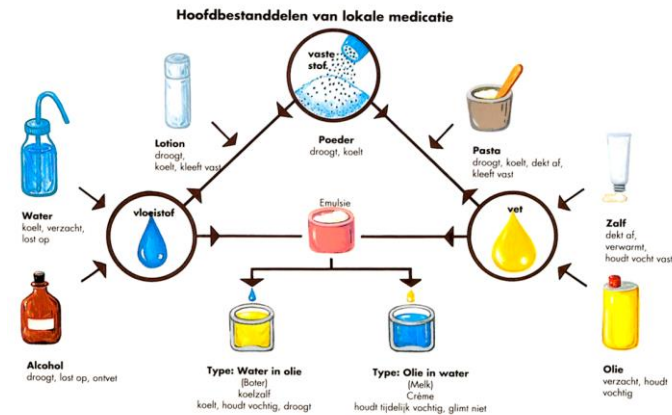 Hoofdbestanddelen van lokale medicatie
vaste
stof.
Poeder
droogt, koelt
Lotion
droogt,
koelt, kleeft vast
Pasta
droogt, koelt, dekt af,
kleeft vast
Water
koelt, verzacht,
lost op
vloeistof
Emulsie
vet
Zalf
dekt af,
verwarmt,
houdt vocht vast
Alcohol
droogt, lost op, ontvet
Type: Water in olie
(Boter)
koelzalf
koelt, houdt vochtig, droogt
Type: Olie in water
(Melk)
Crème
houdt tijdelijk vochtig, glimt niet
Olie
verzacht, houdt
vochtig